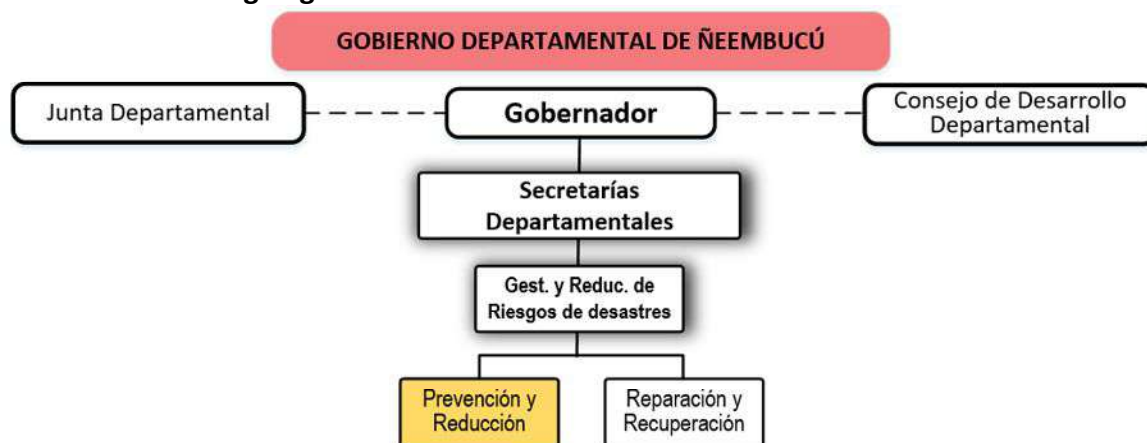 GOBIERNO DEPARTAMENTAL DE ÑEEMBUCÚ
Junta Departamental
Gobernador
Consejo de Desarrollo
Departamental
Secretarías
Departamentales
Gest. y Reduc. de
Riesgos de desastres
Prevención y
Reducción
Reparación y
Recuperación